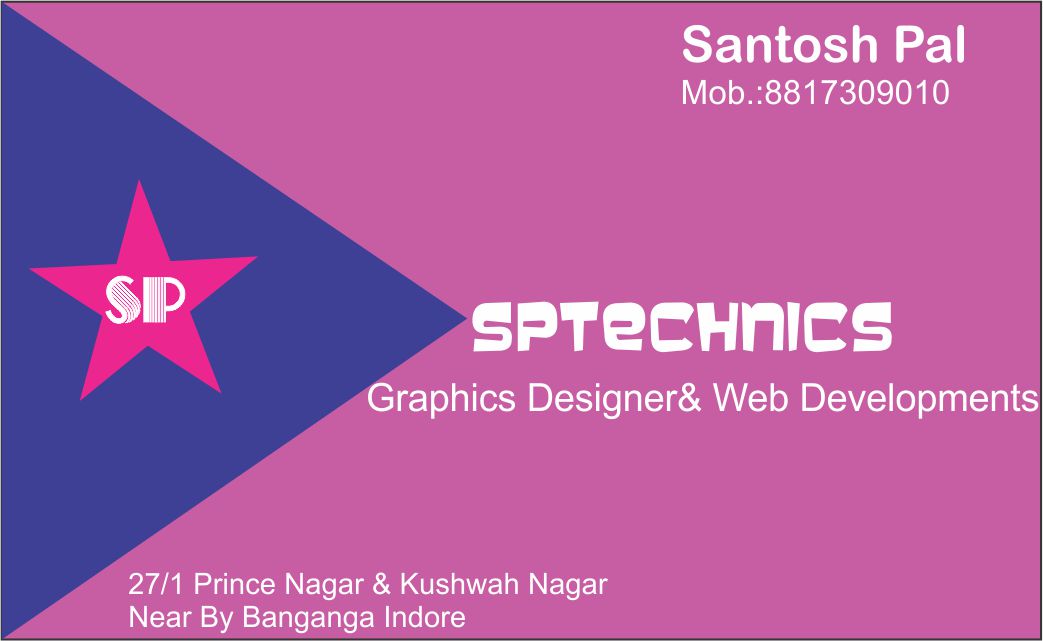 Santosh Pal
Mob.:8817309010
SP
SPTECHNICS
Graphics Designer& Web Developments
27/1 Prince Nagar & Kushwah Nagar
Near By Banganga Indore